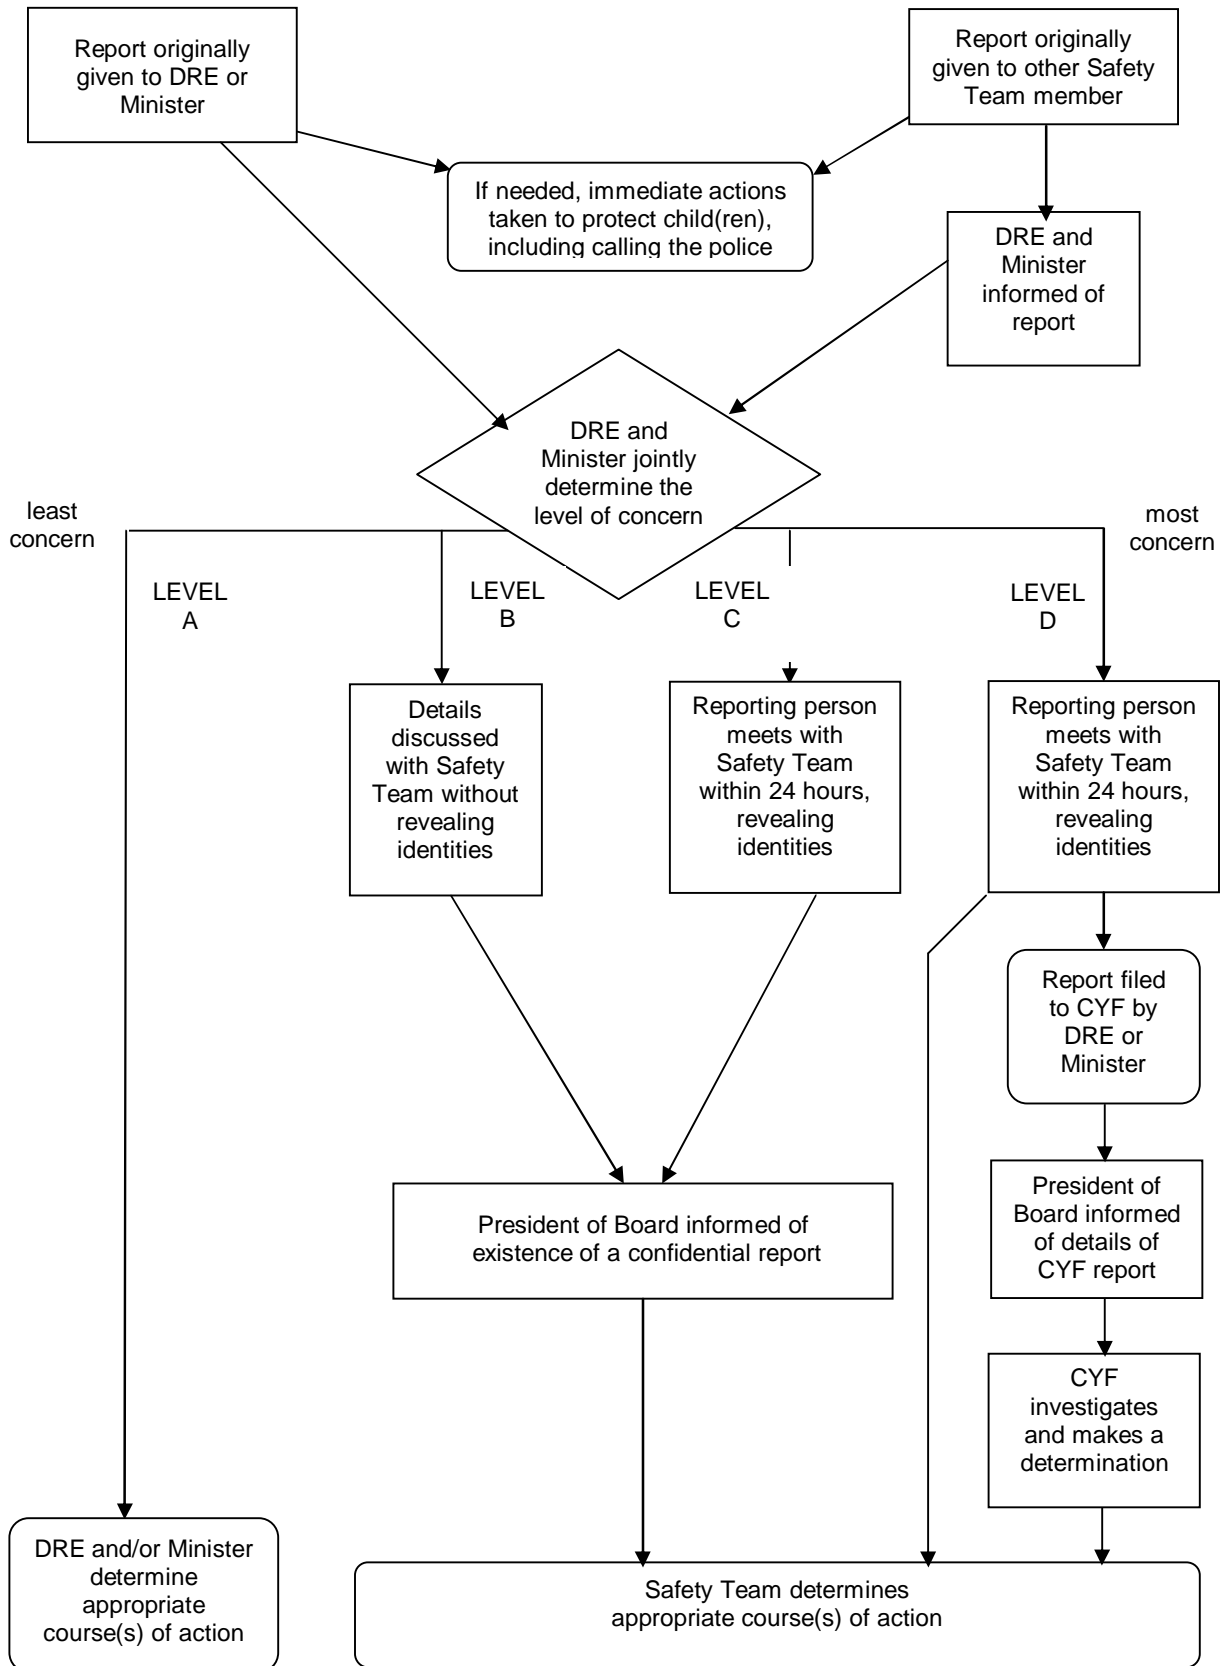 Report originally
given to DRE or
Minister
Report originally
given to other Safety
Team member
If needed, immediate actions
taken to protect child(ren),
including calling the police
DRE and
Minister
informed of
report
DRE and
Minister jointly
determine the
level of concern
least
concern
most
concern
LEVEL
A
LEVEL
B
LEVEL
C
LEVEL
D
Details
discussed
with Safety
Team without
revealing
identities
Reporting person
meets with
Safety Team
within 24 hours,
revealing
identities
Reporting person
meets with
Safety Team
within 24 hours,
revealing
identities
Report filed
to CYF by
DRE or
Minister
President of Board informed of
existence of a confidential report
President of
Board informed
of details of
CYF report
CYF
investigates
and makes a
determination
DRE and/or Minister
determine
appropriate
course(s) of action
Safety Team determines
appropriate course(s) of action